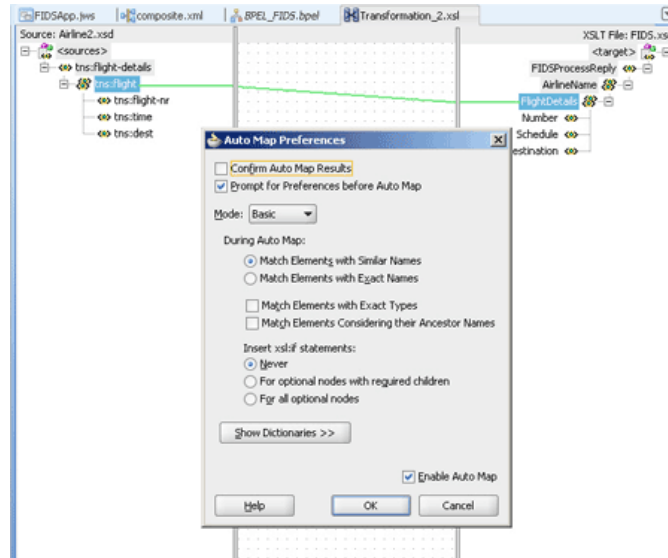 FIDSApp.jws composite.xml BPEL_FIDS.bpel Transformation_2.xsl
Source: Airline2.xsd XSLT File: FIDS.xs
<sources> <target>
tns:flight-details FIDSProcessReply
tns:flight AirlineName
tns:flight-nr FlightDetails
tns:time Number
tns:dest Schedule
estination
Auto Map Preferences
Confirm Auto Map Results
Prompt for Preferences before Auto Map
Mode: Basic
During Auto Map:
Match Elements with Similar Names
Match Elements with Exact Names
Match Elements with Exact Types
Match Elements Considering their Ancestor Names
Insert xsl:if statements:
Never
For optional nodes with required children
For all optional nodes
Show Dictionaries >>
Enable Auto Map
Help OK Cancel